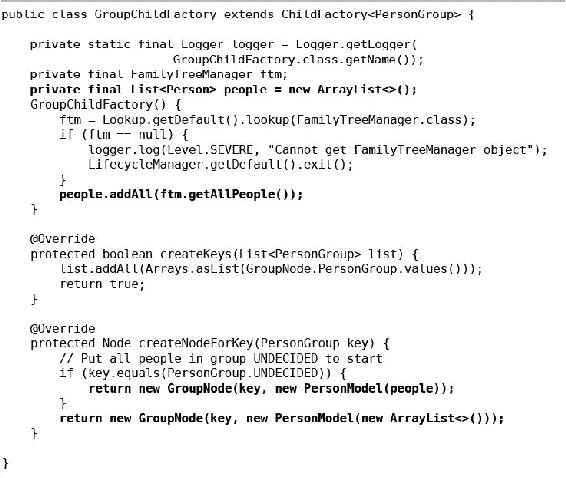 public class GroupChildFactory extends ChildFactory<PersonGroup> {
private static final Logger logger = Logger.getLogger(
GroupChildFactory.class.getName());
private final FamilyTreeManager ftm;
private final List<Person> people = new ArrayList<>();
GroupChildFactory() {
ftm = Lookup.getDefault().lookup(FamilyTreeManager.class);
if (ftm == null) {
logger.log(Level.SEVERE, "Cannot get FamilyTreeManager object");
LifecycleManager.getDefault().exit();
}
people.addAll(ftm.getAllPeople());
}
@Override
protected boolean createKeys(List<PersonGroup> list) {
list.addAll(Arrays.asList(GroupNode.PersonGroup.values()));
return true;
}
@Override
protected Node createNodeForKey(PersonGroup key) {
// Put all people in group UNDECIDED to start
if (key.equals(PersonGroup.UNDECIDED)) {
return new GroupNode(key, new PersonModel(people));
}
return new GroupNode(key, new PersonModel(new ArrayList<>()));
}
}